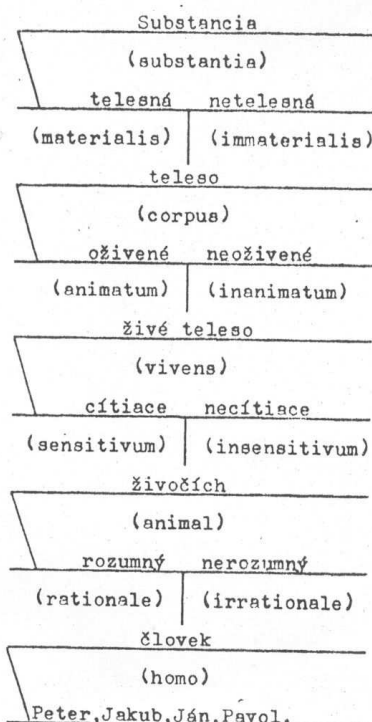 Substancia
(substantia)
telesná netelesná
(materialis) (immaterialis)
teleso
(corpus)
oživené neoživené
(animatum) (inanimatum)
živé teleso
(vivens)
cítiace necítiace
(sensitivum) (insensitivum)
živočích
(animal)
rozumný nerozumný
(rationale) (irrationale)
človek
(homo)
Peter,Jakub,Ján,Pavol.